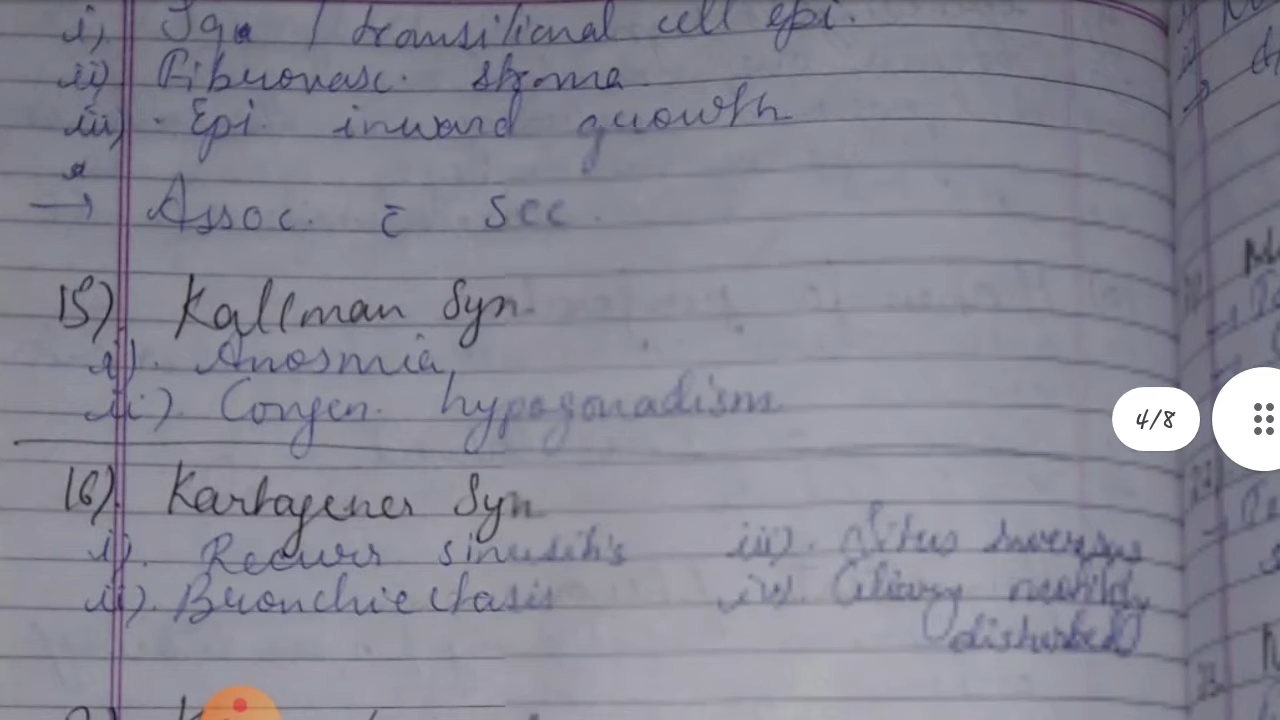 i) Squ / transitional cell epi.
ii) Fibrovasc. stroma
iii) Epi. inward growth
→ Assoc. c̄ SCC.
15) Kallman Syn.
i). Anosmia
ii). Congen. hypogonadism
16) Kartagener Syn
i). Recurr sinusitis iii). Situs inversus
ii). Bronchiectasis iv). Ciliary motility
disturbed
4/8